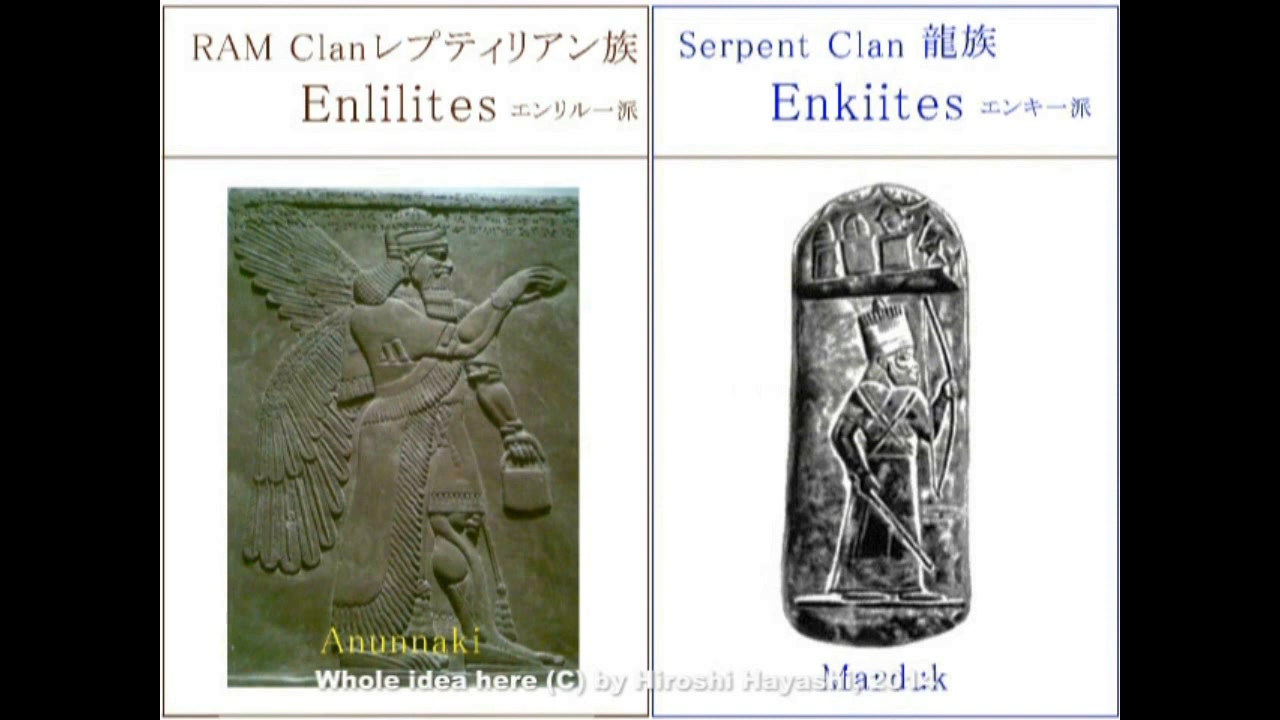 RAM Clanレプティリアン族
Enlilites エンリル一派
Serpent Clan 龍族
Enkiites エンキ一派
Anunnaki
Marduk
Whole idea here (C) by Hiroshi Hayashi,